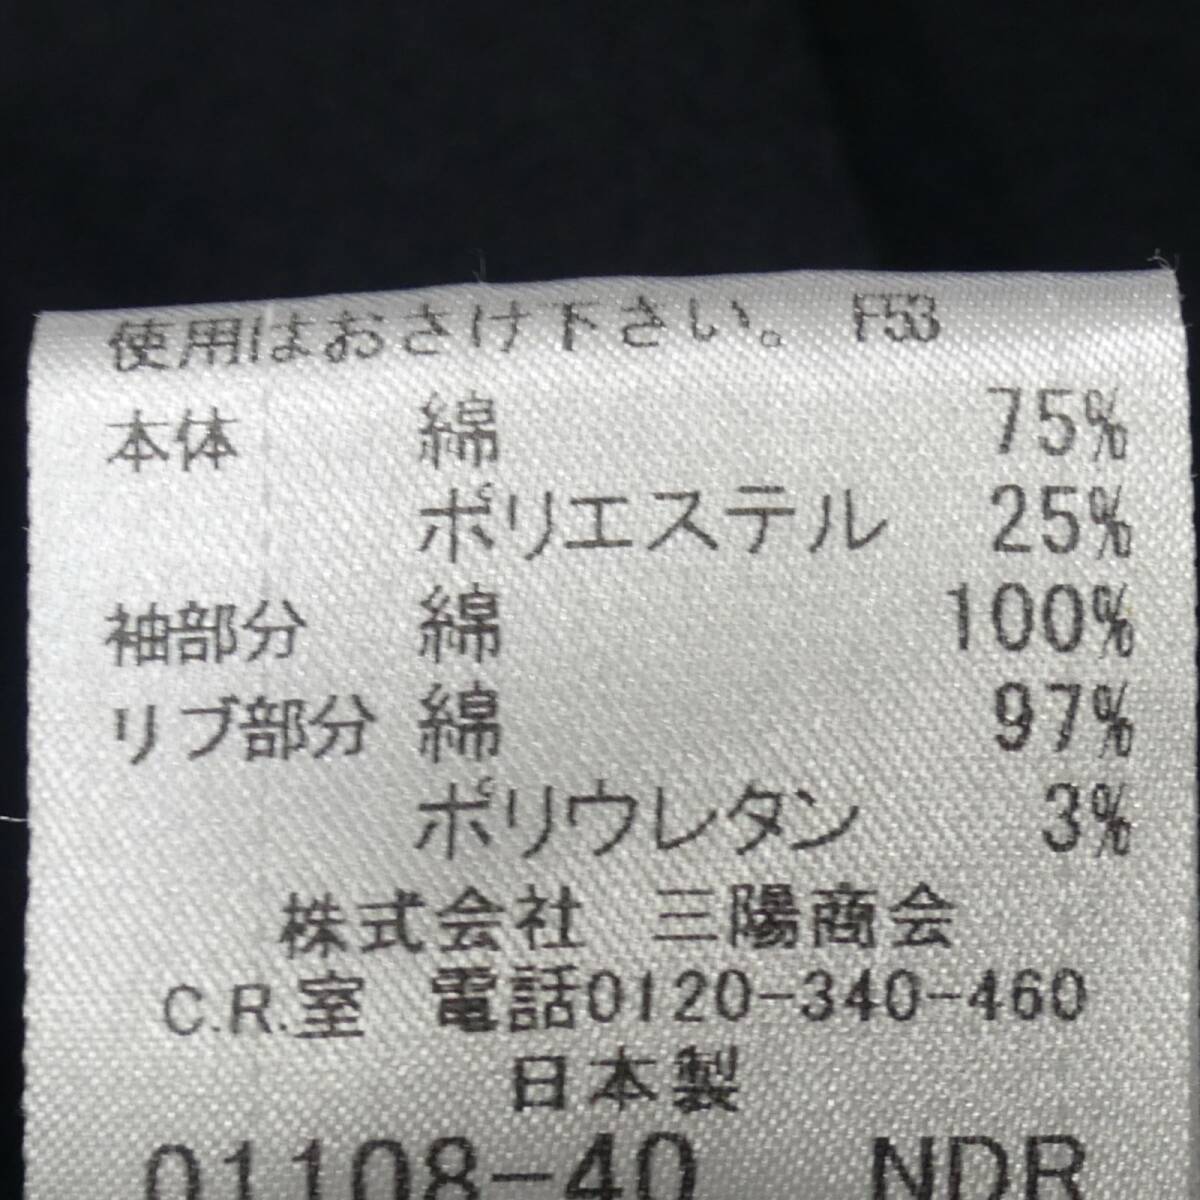 使用はおさけ下さい。 F53
本体 綿 75%
ポリエステル 25%
袖部分 綿 100%
リブ部分 綿 97%
ポリウレタン 3%
株式会社 三陽商会
C.R.室 電話0120-340-460
日本製
01108-40 NDR